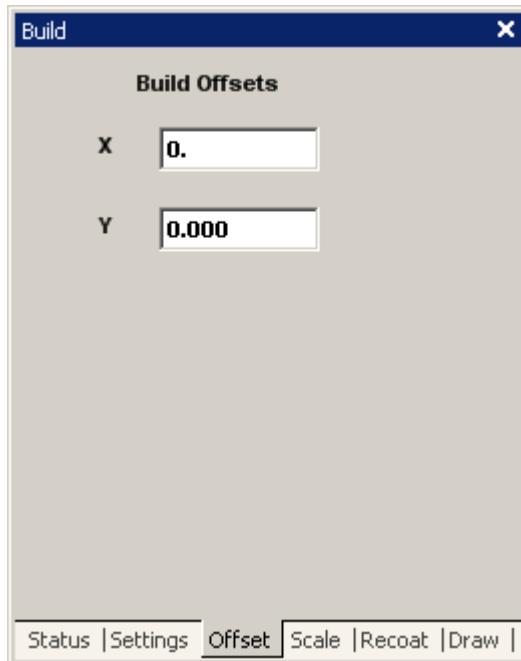 Build
Build Offsets
X 0.
Y 0.000
Status |Settings Offset Scale |Recoat |Draw |